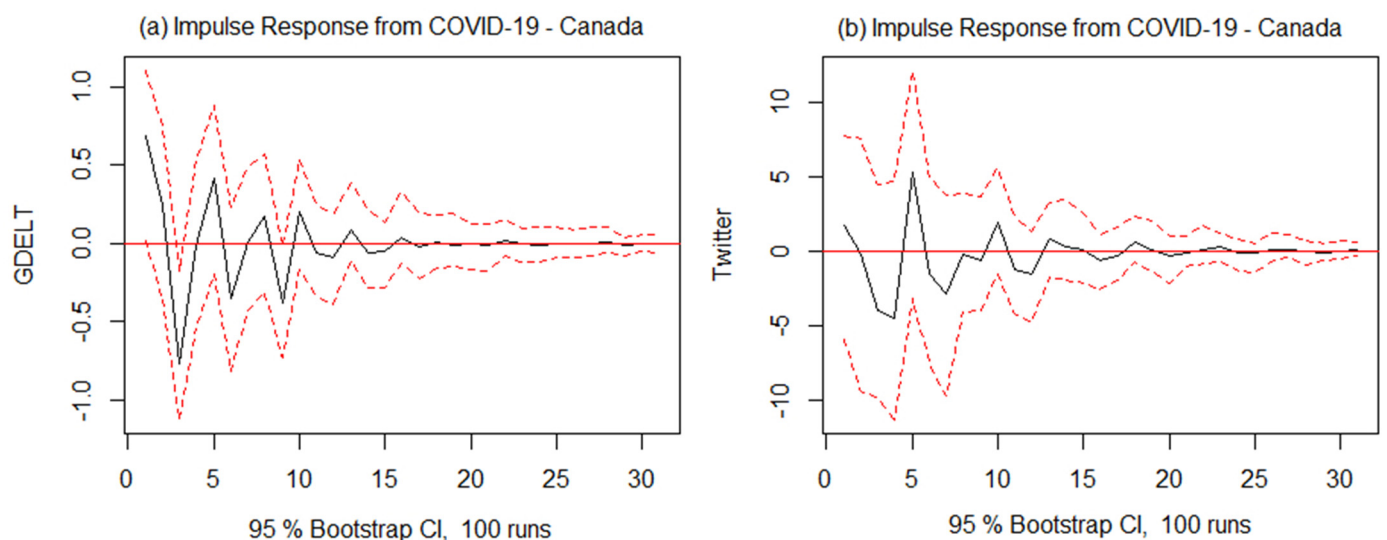 (a) Impulse Response from COVID-19 - Canada
GDELT
1.0
0.5
0.0
-0.5
-1.0
0 5 10 15 20 25 30
95 % Bootstrap CI, 100 runs
(b) Impulse Response from COVID-19 - Canada
Twitter
10
5
0
-5
-10
0 5 10 15 20 25 30
95 % Bootstrap CI, 100 runs